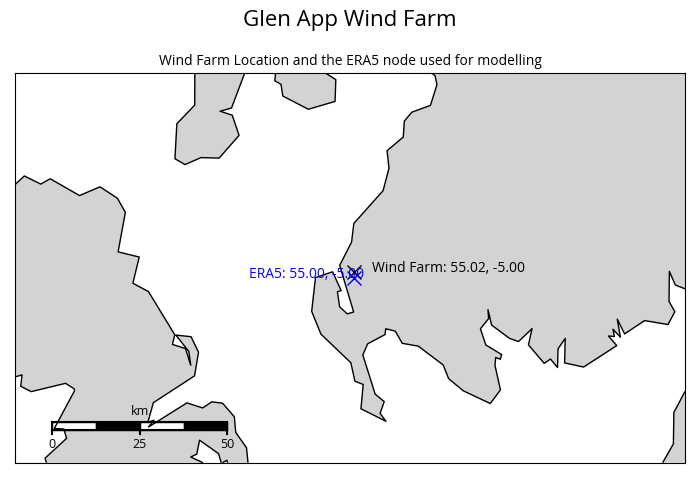 Glen App Wind Farm
Wind Farm Location and the ERA5 node used for modelling
Wind Farm: 55.02, -5.00
ERA5: 55.00, -5.00
km
0 25 50